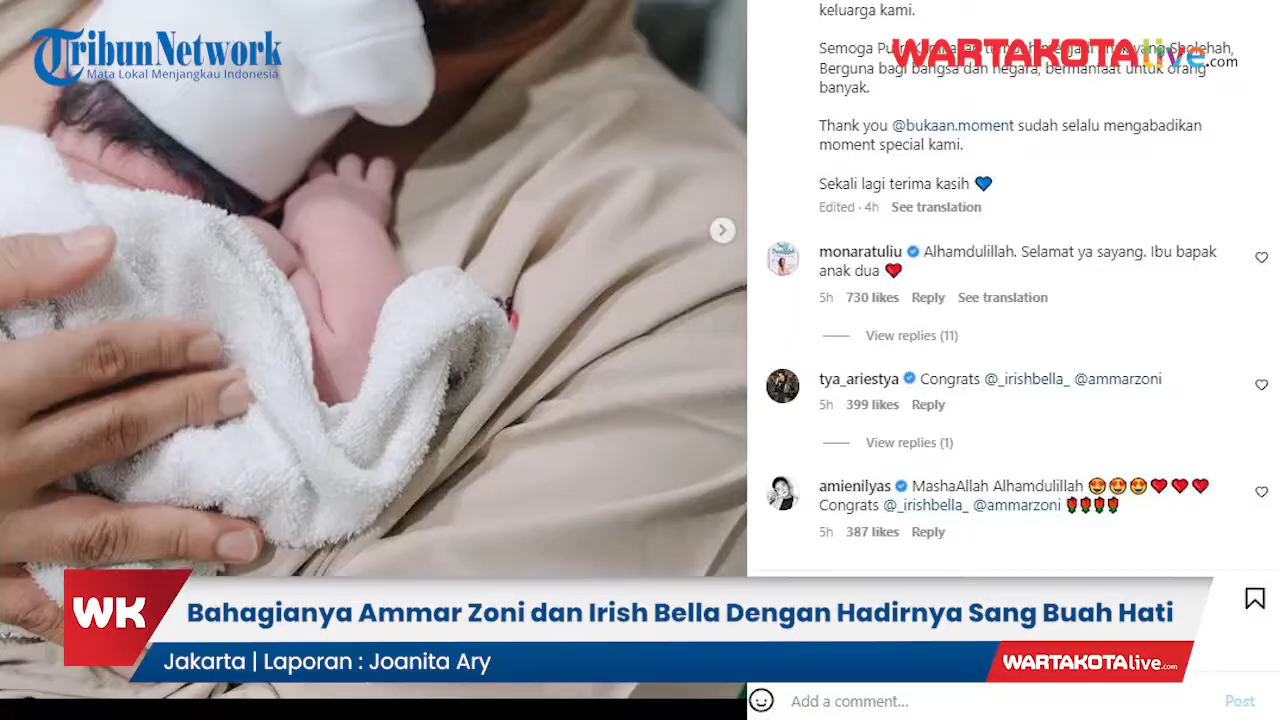 TribunNetwork
Mata Lokal Menjangkau Indonesia
WARTAKOTAlive.com
keluarga kami.
Semoga yang Sholehah,
Berguna bagi bangsa dan negara, bermanfaat untuk orang
banyak.
Thank you @bukaan.moment sudah selalu mengabadikan
moment special kami.
Sekali lagi terima kasih 💙
Edited · 4h See translation
monaratuliu Alhamdulillah. Selamat ya sayang. Ibu bapak
anak dua ❤️
5h 730 likes Reply See translation
View replies (11)
tya_ariestya Congrats @_irishbella_ @ammarzoni
5h 399 likes Reply
View replies (1)
amienilyas MashaAllah Alhamdulillah 😍😍😍❤️❤️❤️
Congrats @_irishbella_ @ammarzoni 🌹🌹🌹🌹
5h 387 likes Reply
WK
Bahagianya Ammar Zoni dan Irish Bella Dengan Hadirnya Sang Buah Hati
Jakarta | Laporan : Joanita Ary
WARTAKOTAlive.com
Add a comment...
Post